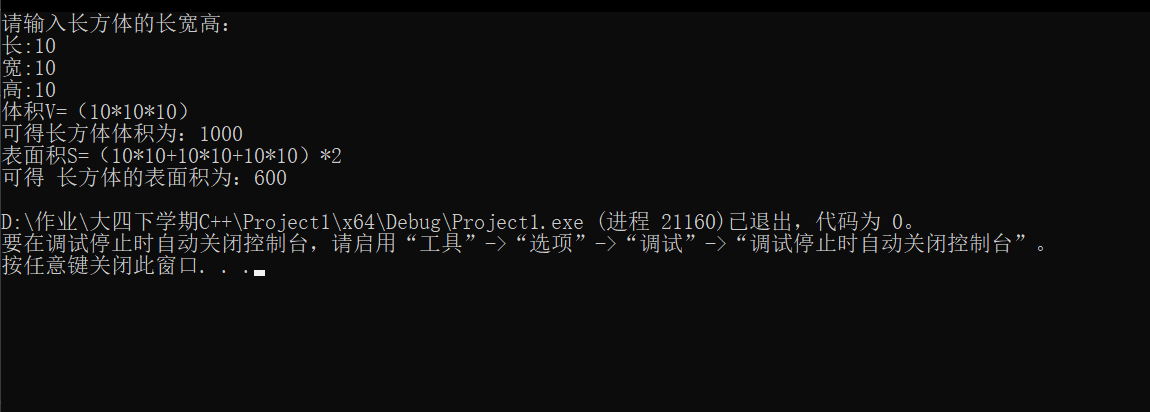 请输入长方体的长宽高：
长:10
宽:10
高:10
体积V=（10*10*10）
可得长方体体积为：1000
表面积S=（10*10+10*10+10*10）*2
可得 长方体的表面积为：600
D:\作业\大四下学期C++\Project1\x64\Debug\Project1.exe (进程 21160)已退出，代码为 0。
要在调试停止时自动关闭控制台，请启用“工具”->“选项”->“调试”->“调试停止时自动关闭控制台”。
按任意键关闭此窗口. . .